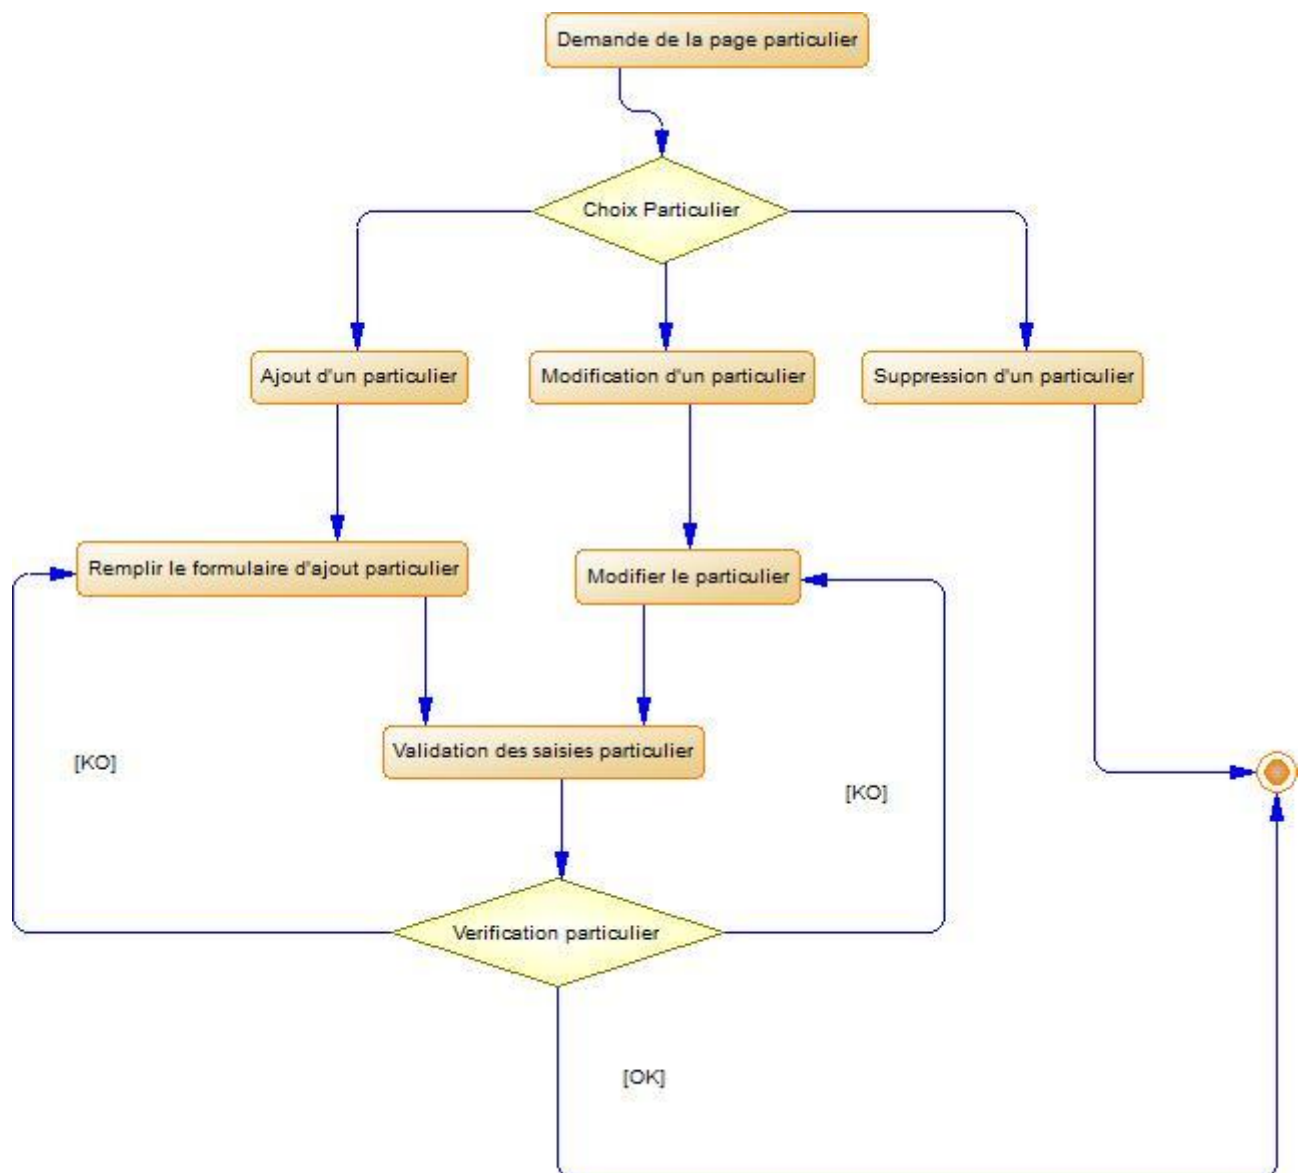 Demande de la page particulier
Choix Particulier
Ajout d'un particulier
Modification d'un particulier
Suppression d'un particulier
Remplir le formulaire d'ajout particulier
Modifier le particulier
Validation des saisies particulier
[KO]
[KO]
Verification particulier
[OK]